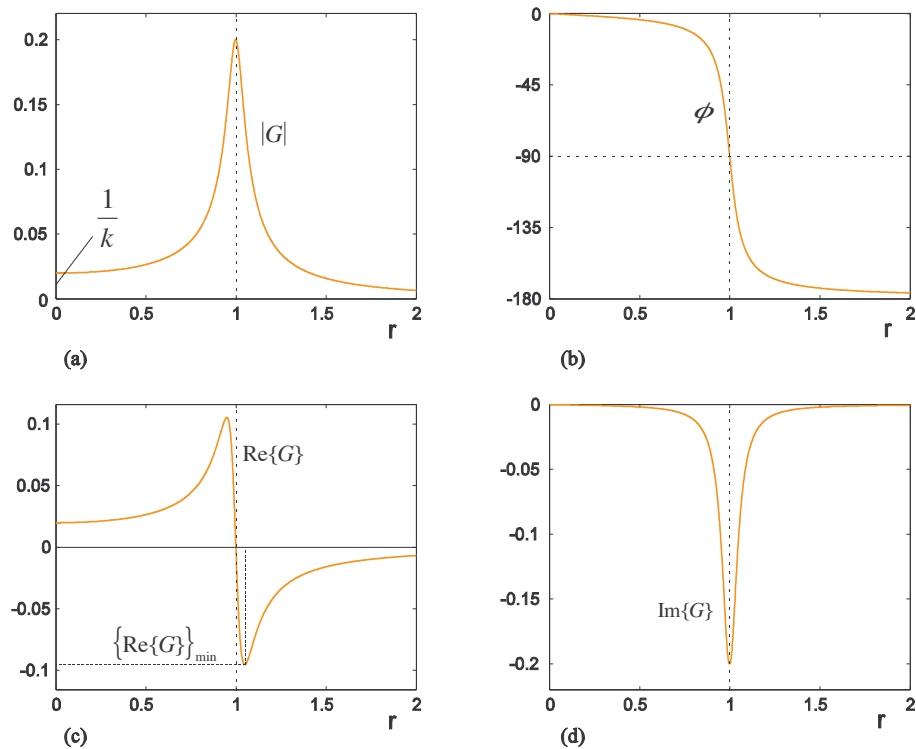 0.2
0.15
0.1
0.05
0
|G|
1
k
0 0.5 1 1.5 2
r
(a)
-0
-45
-90
-135
-180
ϕ
0 0.5 1 1.5 2
r
(b)
0.1
0.05
0
-0.05
-0.1
Re{G}
{Re{G}}min
0 0.5 1 1.5 2
r
(c)
0
-0.05
-0.1
-0.15
-0.2
Im{G}
0 0.5 1 1.5 2
r
(d)